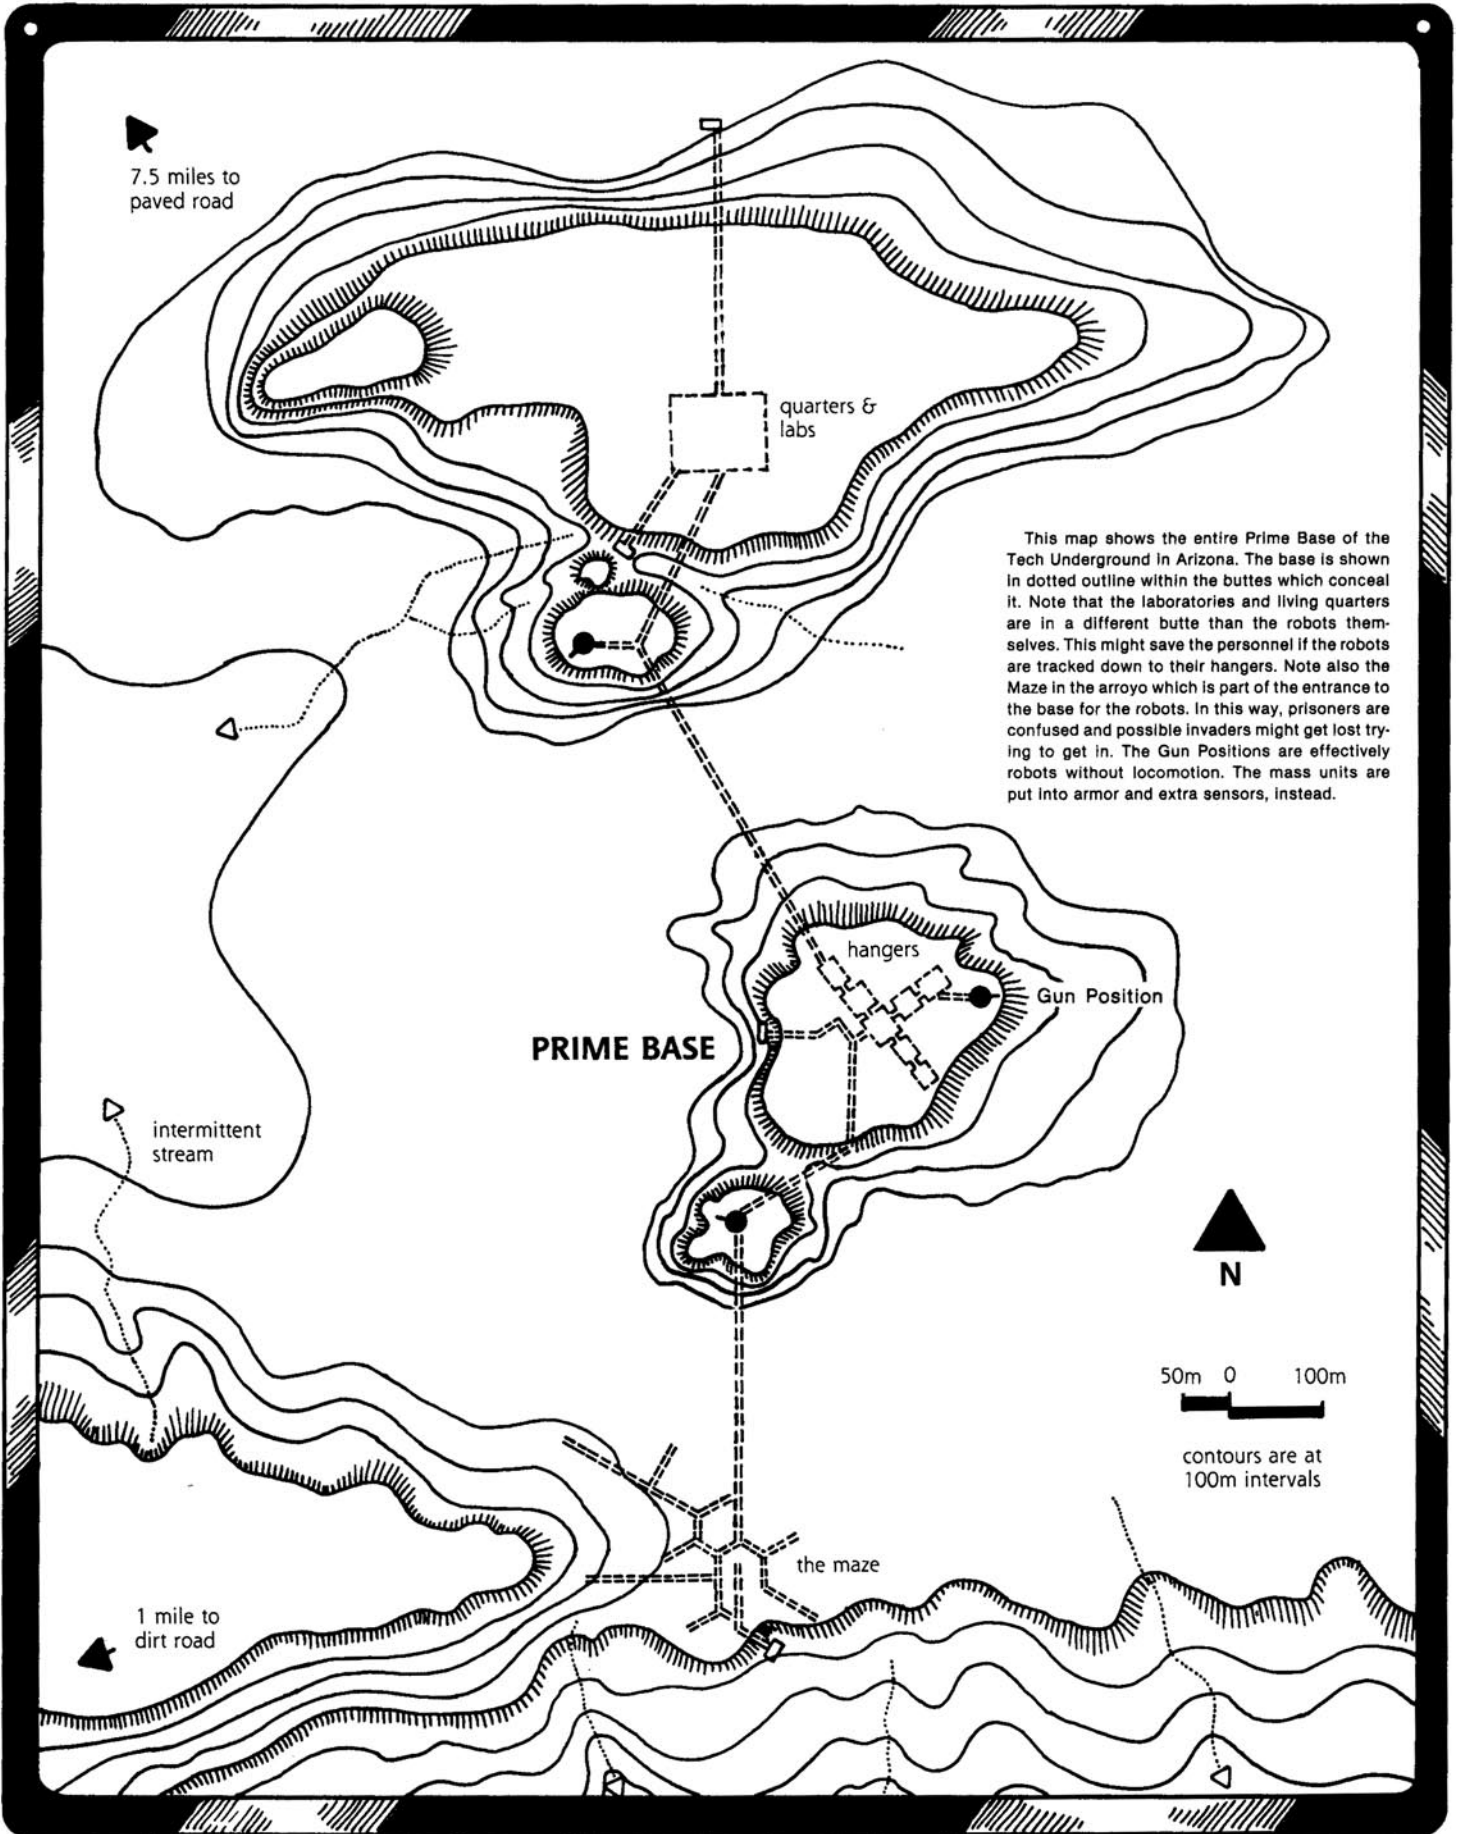 7.5 miles to
paved road
quarters &
labs
This map shows the entire Prime Base of the
Tech Underground in Arizona. The base is shown
in dotted outline within the buttes which conceal
it. Note that the laboratories and living quarters
are in a different butte than the robots them-
selves. This might save the personnel if the robots
are tracked down to their hangers. Note also the
Maze in the arroyo which is part of the entrance to
the base for the robots. In this way, prisoners are
confused and possible invaders might get lost try-
ing to get in. The Gun Positions are effectively
robots without locomotion. The mass units are
put into armor and extra sensors, instead.
hangers
Gun Position
PRIME BASE
intermittent
stream
N
50m 0 100m
contours are at
100m intervals
the maze
1 mile to
dirt road